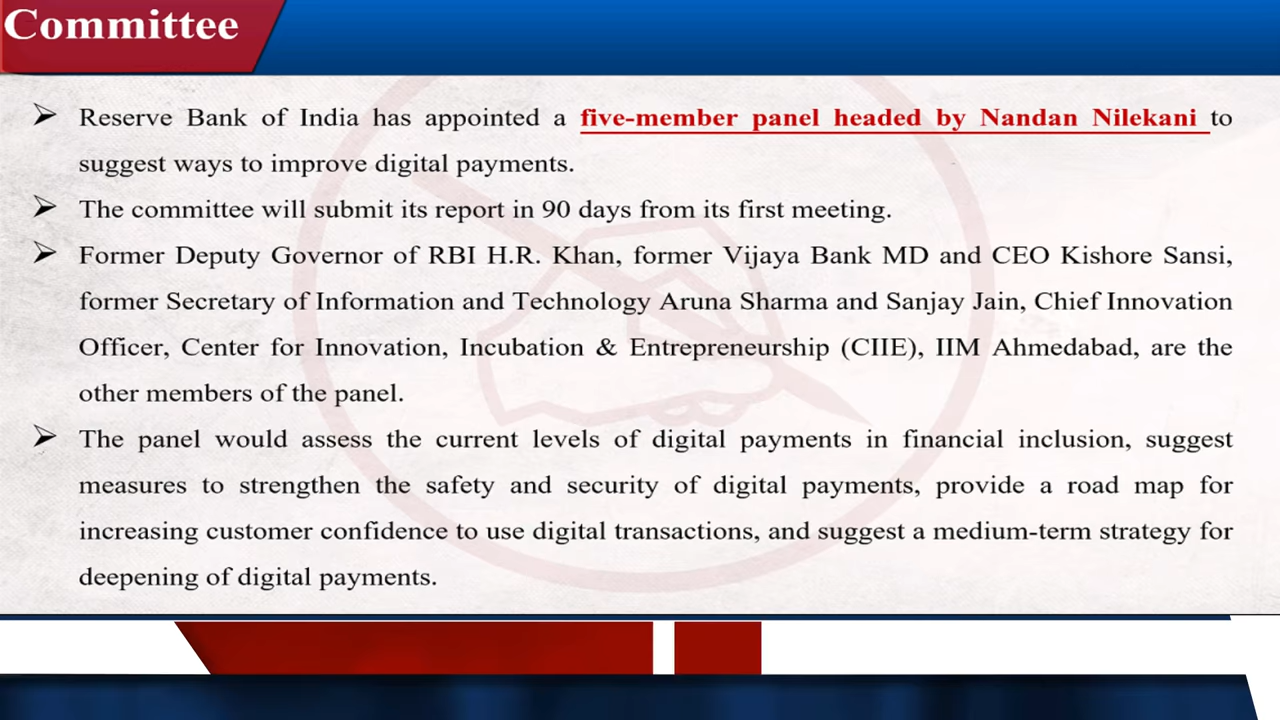 Committee
➢ Reserve Bank of India has appointed a five-member panel headed by Nandan Nilekani to
suggest ways to improve digital payments.
➢ The committee will submit its report in 90 days from its first meeting.
➢ Former Deputy Governor of RBI H.R. Khan, former Vijaya Bank MD and CEO Kishore Sansi,
former Secretary of Information and Technology Aruna Sharma and Sanjay Jain, Chief Innovation
Officer, Center for Innovation, Incubation & Entrepreneurship (CIIE), IIM Ahmedabad, are the
other members of the panel.
➢ The panel would assess the current levels of digital payments in financial inclusion, suggest
measures to strengthen the safety and security of digital payments, provide a road map for
increasing customer confidence to use digital transactions, and suggest a medium-term strategy for
deepening of digital payments.